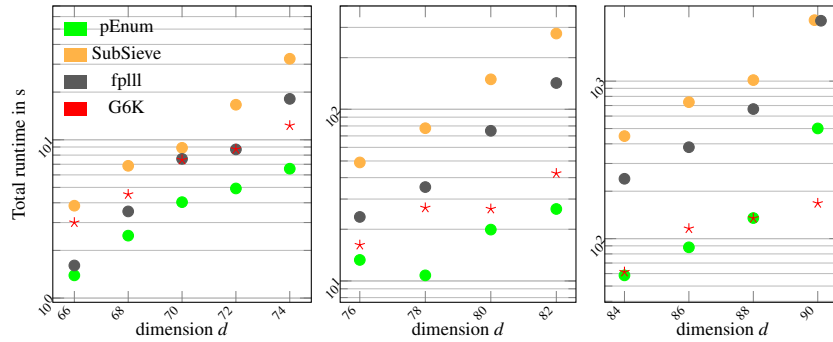 pEnum
SubSieve
fplll
G6K
Total runtime in s
10^1
10^0
66 68 70 72 74
dimension d
10^2
10^1
76 78 80 82
dimension d
10^3
10^2
84 86 88 90
dimension d